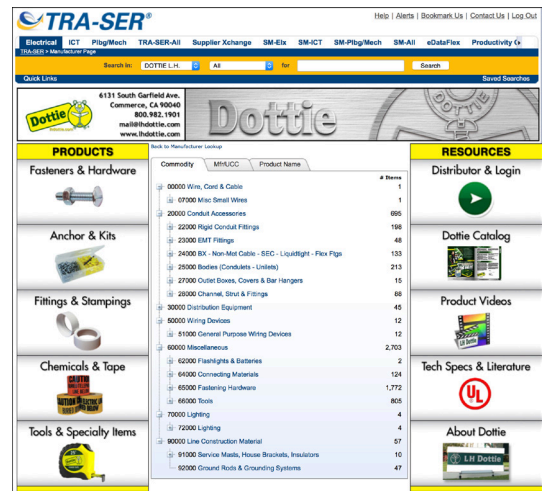 TRA-SER®
Help | Alerts | Bookmark Us | Contact Us | Log Out
Electrical ICT Plbg/Mech TRA-SER-All Supplier Xchange SM-Elx SM-ICT SM-Plbg/Mech SM-All eDataFlex Productivity
TRA-SER > Manufacturer Page
Search In: DOTTIE L.H. All for Search
Quick Links Saved Searches
Dottie
6131 South Garfield Ave.
Commerce, CA 90040
800.982.1901
mail@lhdottie.com
www.lhdottie.com
Dottie
PRODUCTS
Fasteners & Hardware
Anchor & Kits
Fittings & Stampings
Chemicals & Tape
CAUTION
Tools & Specialty Items
Back to Manufacturer Lookup
Commodity Mfr/UCC Product Name
# Items
00000 Wire, Cord & Cable 1
07000 Misc Small Wires 1
20000 Conduit Accessories 695
22000 Rigid Conduit Fittings 198
23000 EMT Fittings 48
24000 BX - Non-Met Cable - SEC - Liquidtight - Flex Ftgs 133
25000 Bodies (Condulets - Unilets) 213
27000 Outlet Boxes, Covers & Bar Hangers 15
28000 Channel, Strut & Fittings 88
30000 Distribution Equipment 45
50000 Wiring Devices 12
51000 General Purpose Wiring Devices 12
60000 Miscellaneous 2,703
62000 Flashlights & Batteries 2
64000 Connecting Materials 124
65000 Fastening Hardware 1,772
66000 Tools 805
70000 Lighting 4
72000 Lighting 4
90000 Line Construction Material 57
91000 Service Masts, House Brackets, Insulators 10
92000 Ground Rods & Grounding Systems 47
RESOURCES
Distributor & Login
Dottie Catalog
Product Videos
LH Dottie
Tech Specs & Literature
UL
About Dottie
LH Dottie